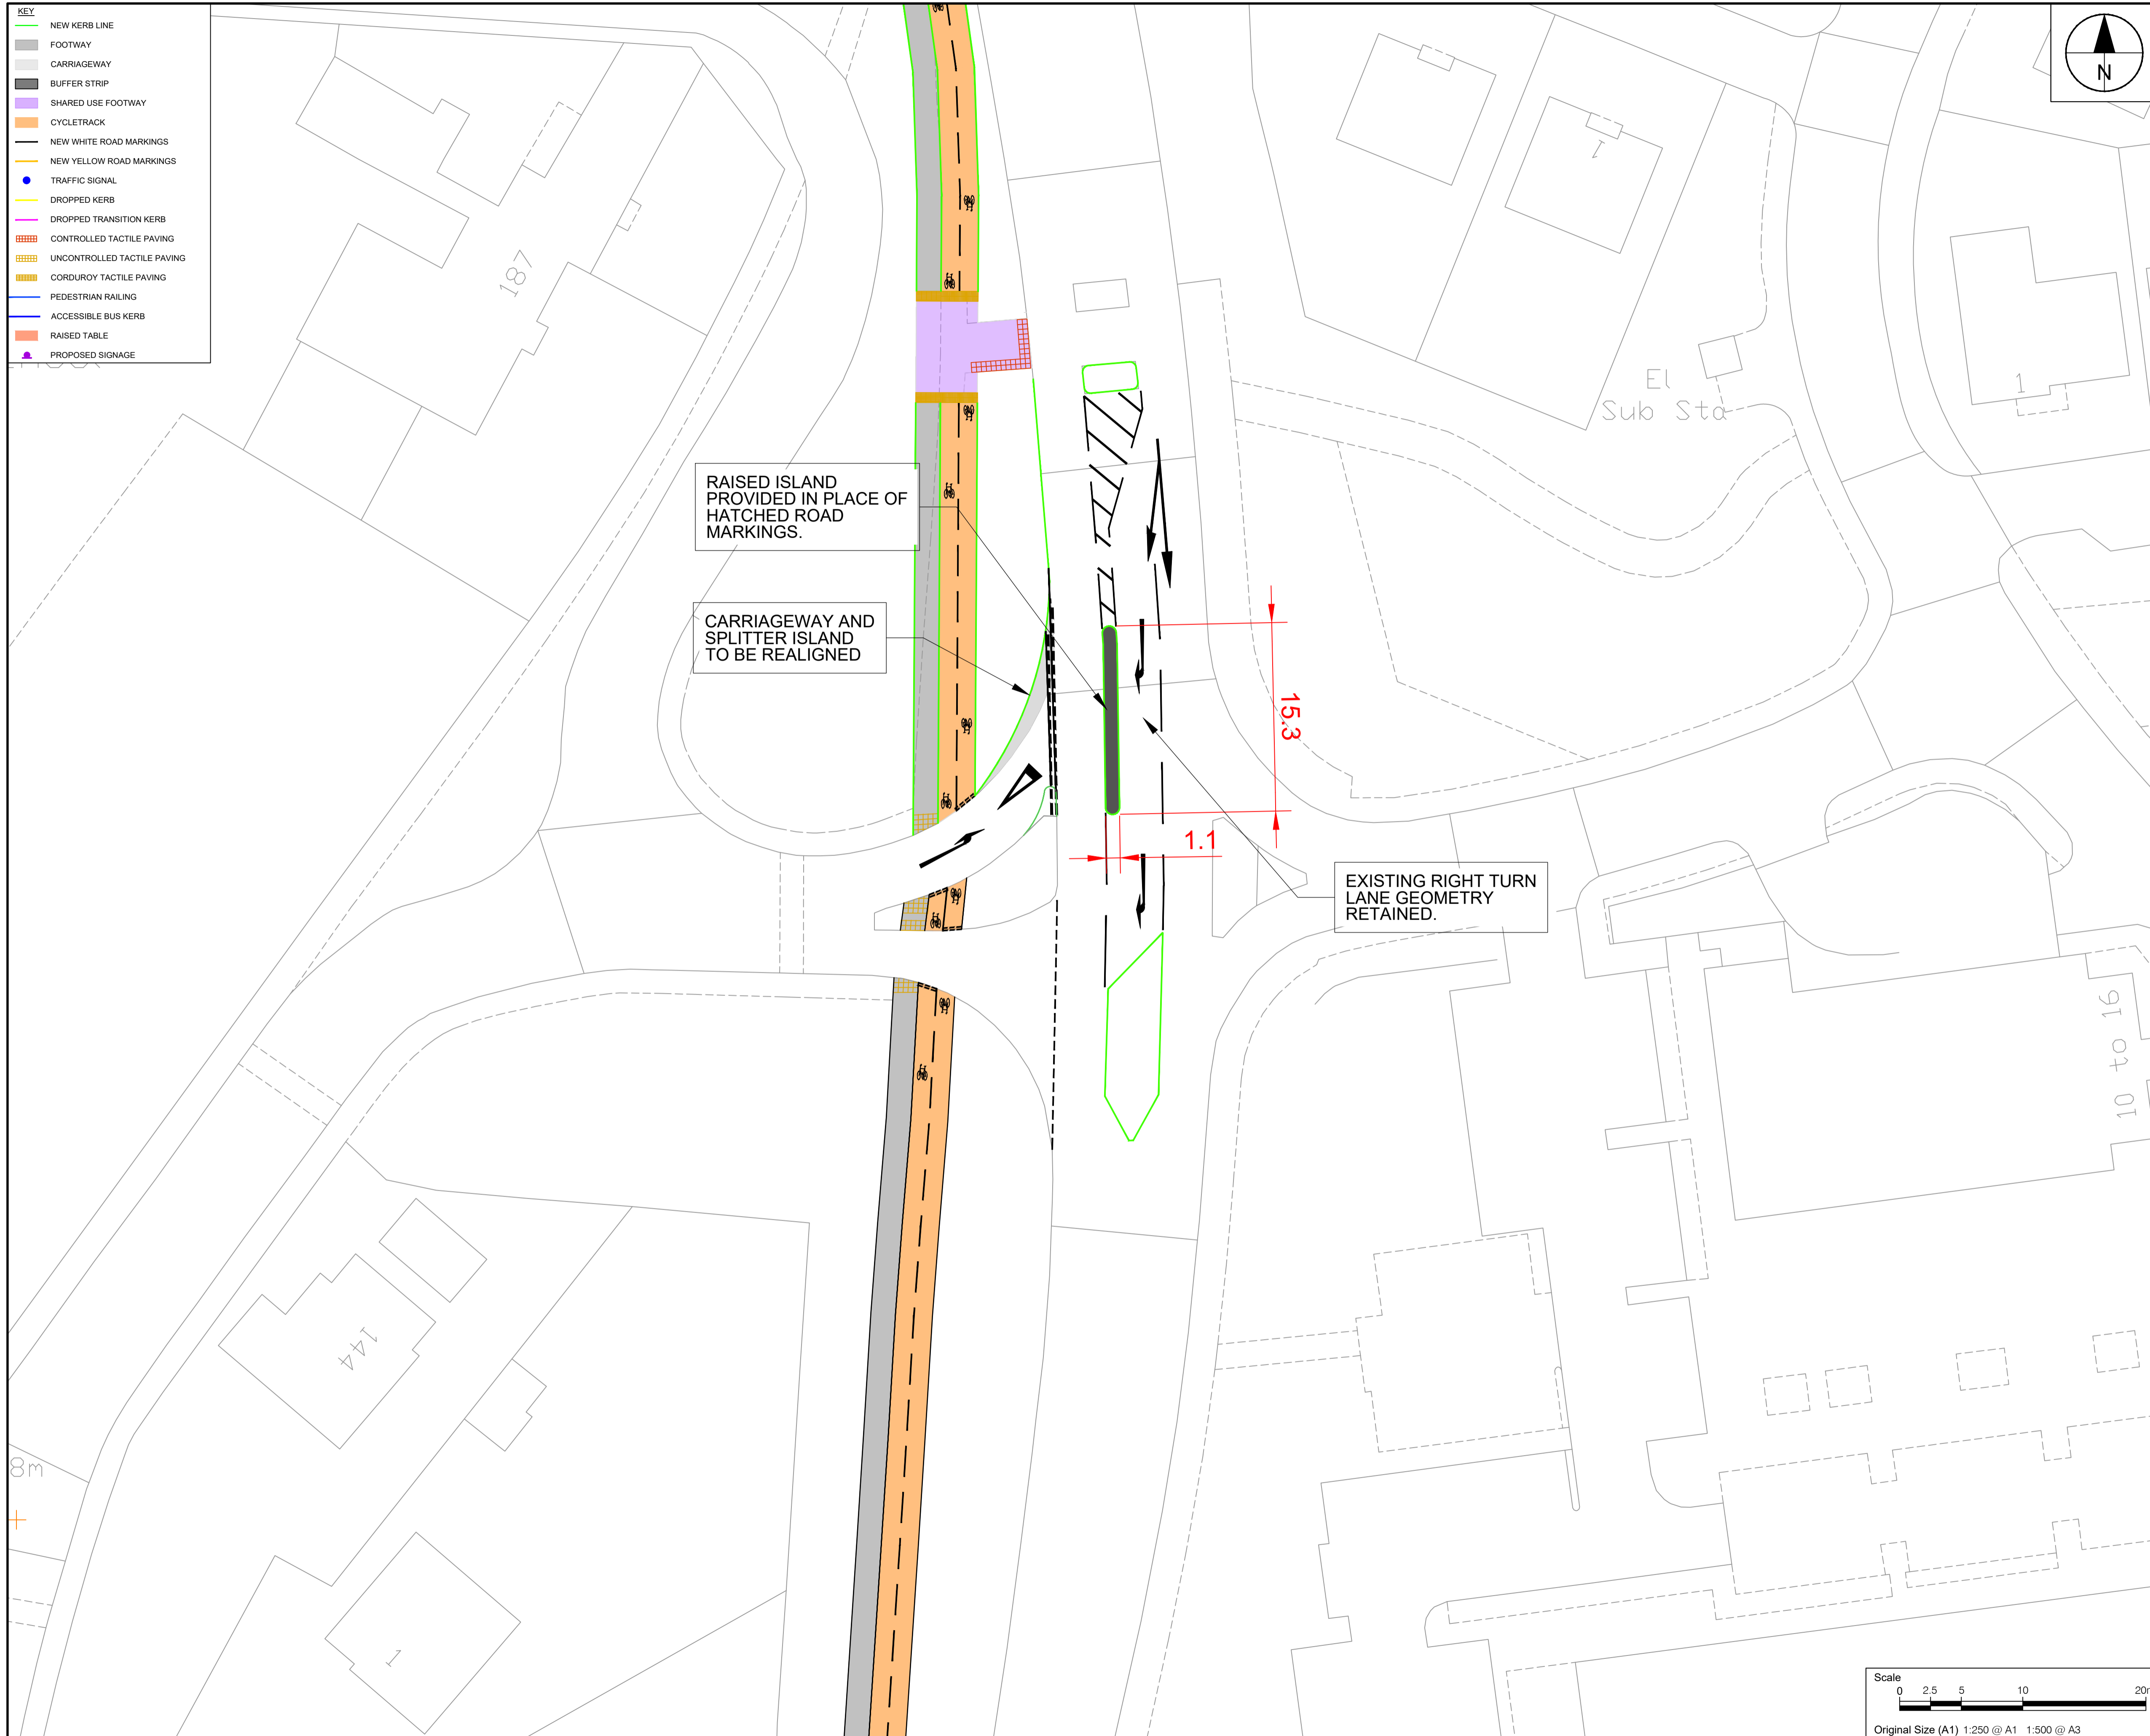 KEY
NEW KERB LINE
FOOTWAY
CARRIAGEWAY
BUFFER STRIP
SHARED USE FOOTWAY
CYCLETRACK
NEW WHITE ROAD MARKINGS
NEW YELLOW ROAD MARKINGS
TRAFFIC SIGNAL
DROPPED KERB
DROPPED TRANSITION KERB
CONTROLLED TACTILE PAVING
UNCONTROLLED TACTILE PAVING
CORDUROY TACTILE PAVING
PEDESTRIAN RAILING
ACCESSIBLE BUS KERB
RAISED TABLE
PROPOSED SIGNAGE
N
187
1
1
El
Sub Sta
RAISED ISLAND
PROVIDED IN PLACE OF
HATCHED ROAD
MARKINGS.
CARRIAGEWAY AND
SPLITTER ISLAND
TO BE REALIGNED
15.3
1.1
EXISTING RIGHT TURN
LANE GEOMETRY
RETAINED.
10 to 16
144
8m
1
Scale
0 2.5 5 10 20m
Original Size (A1) 1:250 @ A1 1:500 @ A3